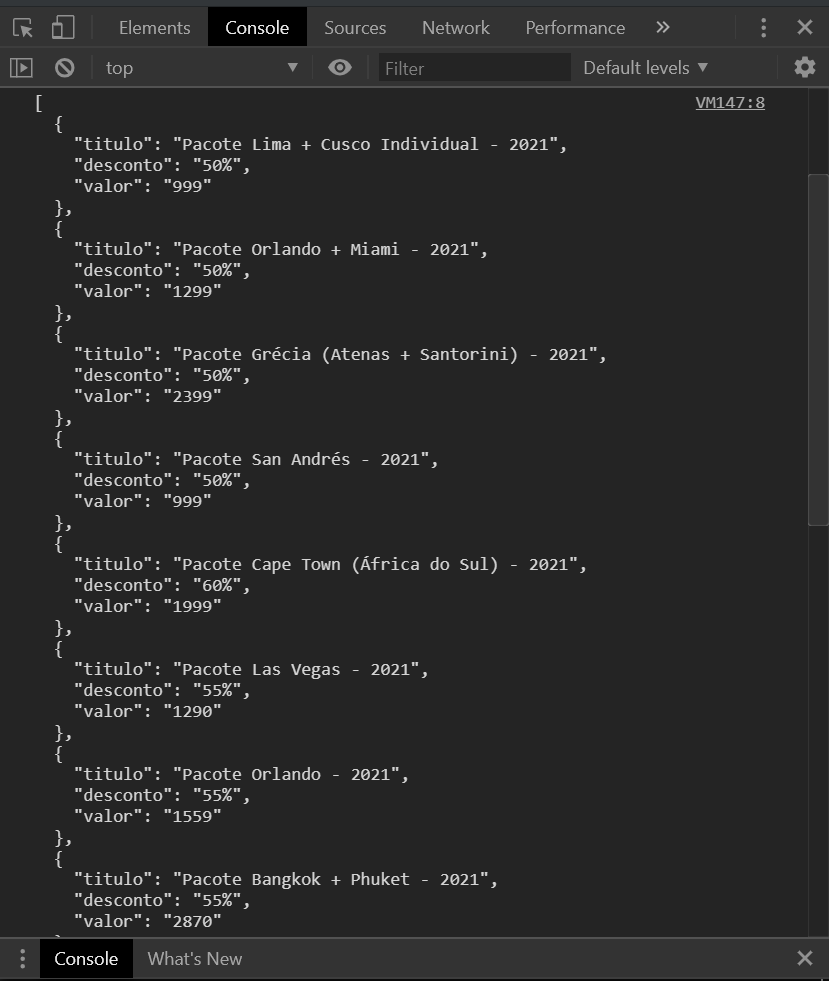 Elements Console Sources Network Performance »
top ▼ Filter Default levels ▼
[ VM147:8
  {
    "titulo": "Pacote Lima + Cusco Individual - 2021",
    "desconto": "50%",
    "valor": "999"
  },
  {
    "titulo": "Pacote Orlando + Miami - 2021",
    "desconto": "50%",
    "valor": "1299"
  },
  {
    "titulo": "Pacote Grécia (Atenas + Santorini) - 2021",
    "desconto": "50%",
    "valor": "2399"
  },
  {
    "titulo": "Pacote San Andrés - 2021",
    "desconto": "50%",
    "valor": "999"
  },
  {
    "titulo": "Pacote Cape Town (África do Sul) - 2021",
    "desconto": "60%",
    "valor": "1999"
  },
  {
    "titulo": "Pacote Las Vegas - 2021",
    "desconto": "55%",
    "valor": "1290"
  },
  {
    "titulo": "Pacote Orlando - 2021",
    "desconto": "55%",
    "valor": "1559"
  },
  {
    "titulo": "Pacote Bangkok + Phuket - 2021",
    "desconto": "55%",
    "valor": "2870"
Console What's New